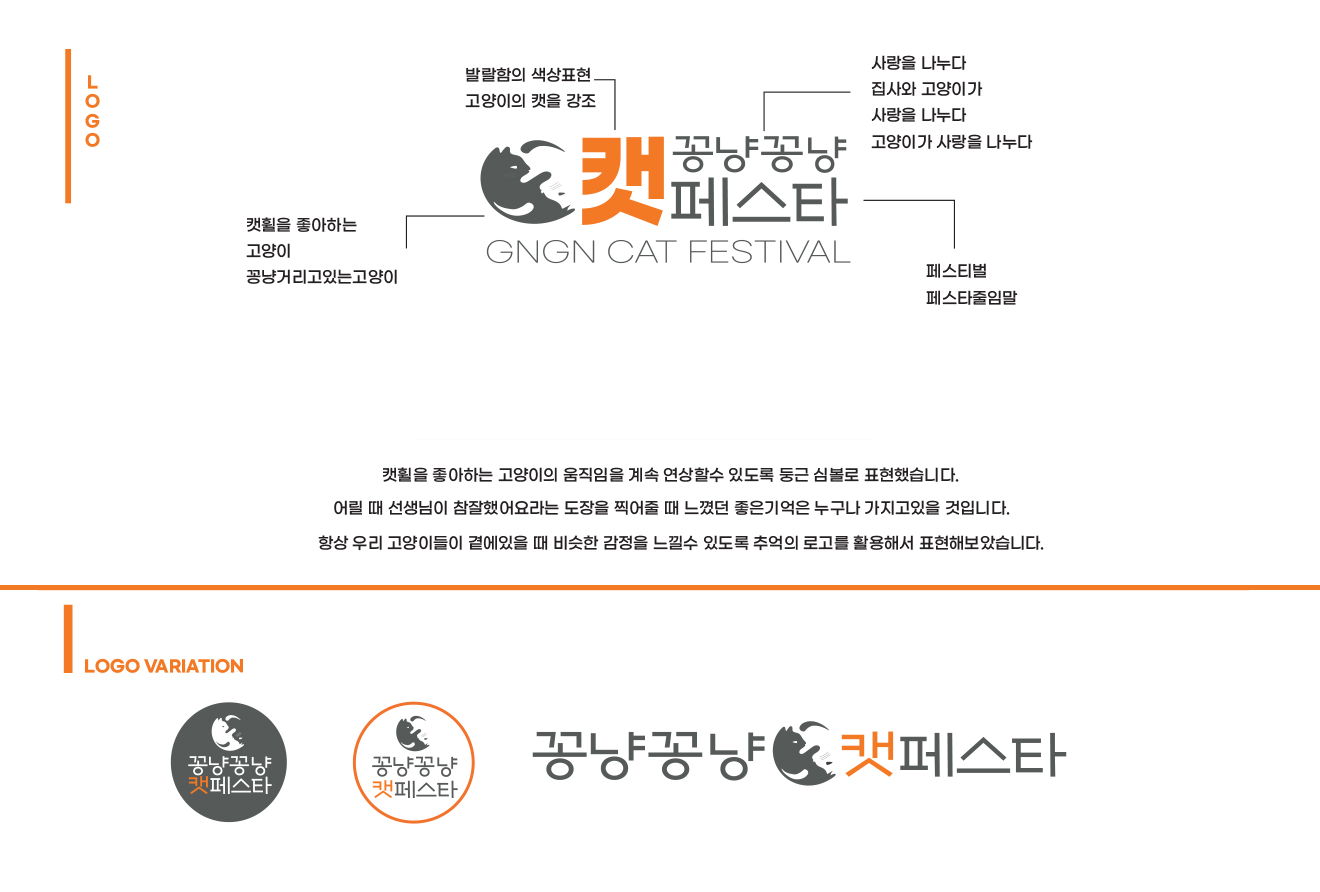 LOGO
발랄함의 색상표현
고양이의 캣을 강조
사랑을 나누다
집사와 고양이가
사랑을 나누다
고양이가 사랑을 나누다
캣 꽁냥꽁냥
페스타
GNGN CAT FESTIVAL
캣휠을 좋아하는
고양이
꽁냥거리고있는고양이
페스티벌
페스타줄임말
캣휠을 좋아하는 고양이의 움직임을 계속 연상할수 있도록 둥근 심볼로 표현했습니다.
어릴 때 선생님이 참잘했어요라는 도장을 찍어줄 때 느꼈던 좋은기억은 누구나 가지고있을 것입니다.
항상 우리 고양이들이 곁에있을 때 비슷한 감정을 느낄수 있도록 추억의 로고를 활용해서 표현해보았습니다.
LOGO VARIATION
꽁냥꽁냥
캣페스타
꽁냥꽁냥
캣페스타
꽁냥꽁냥 캣페스타